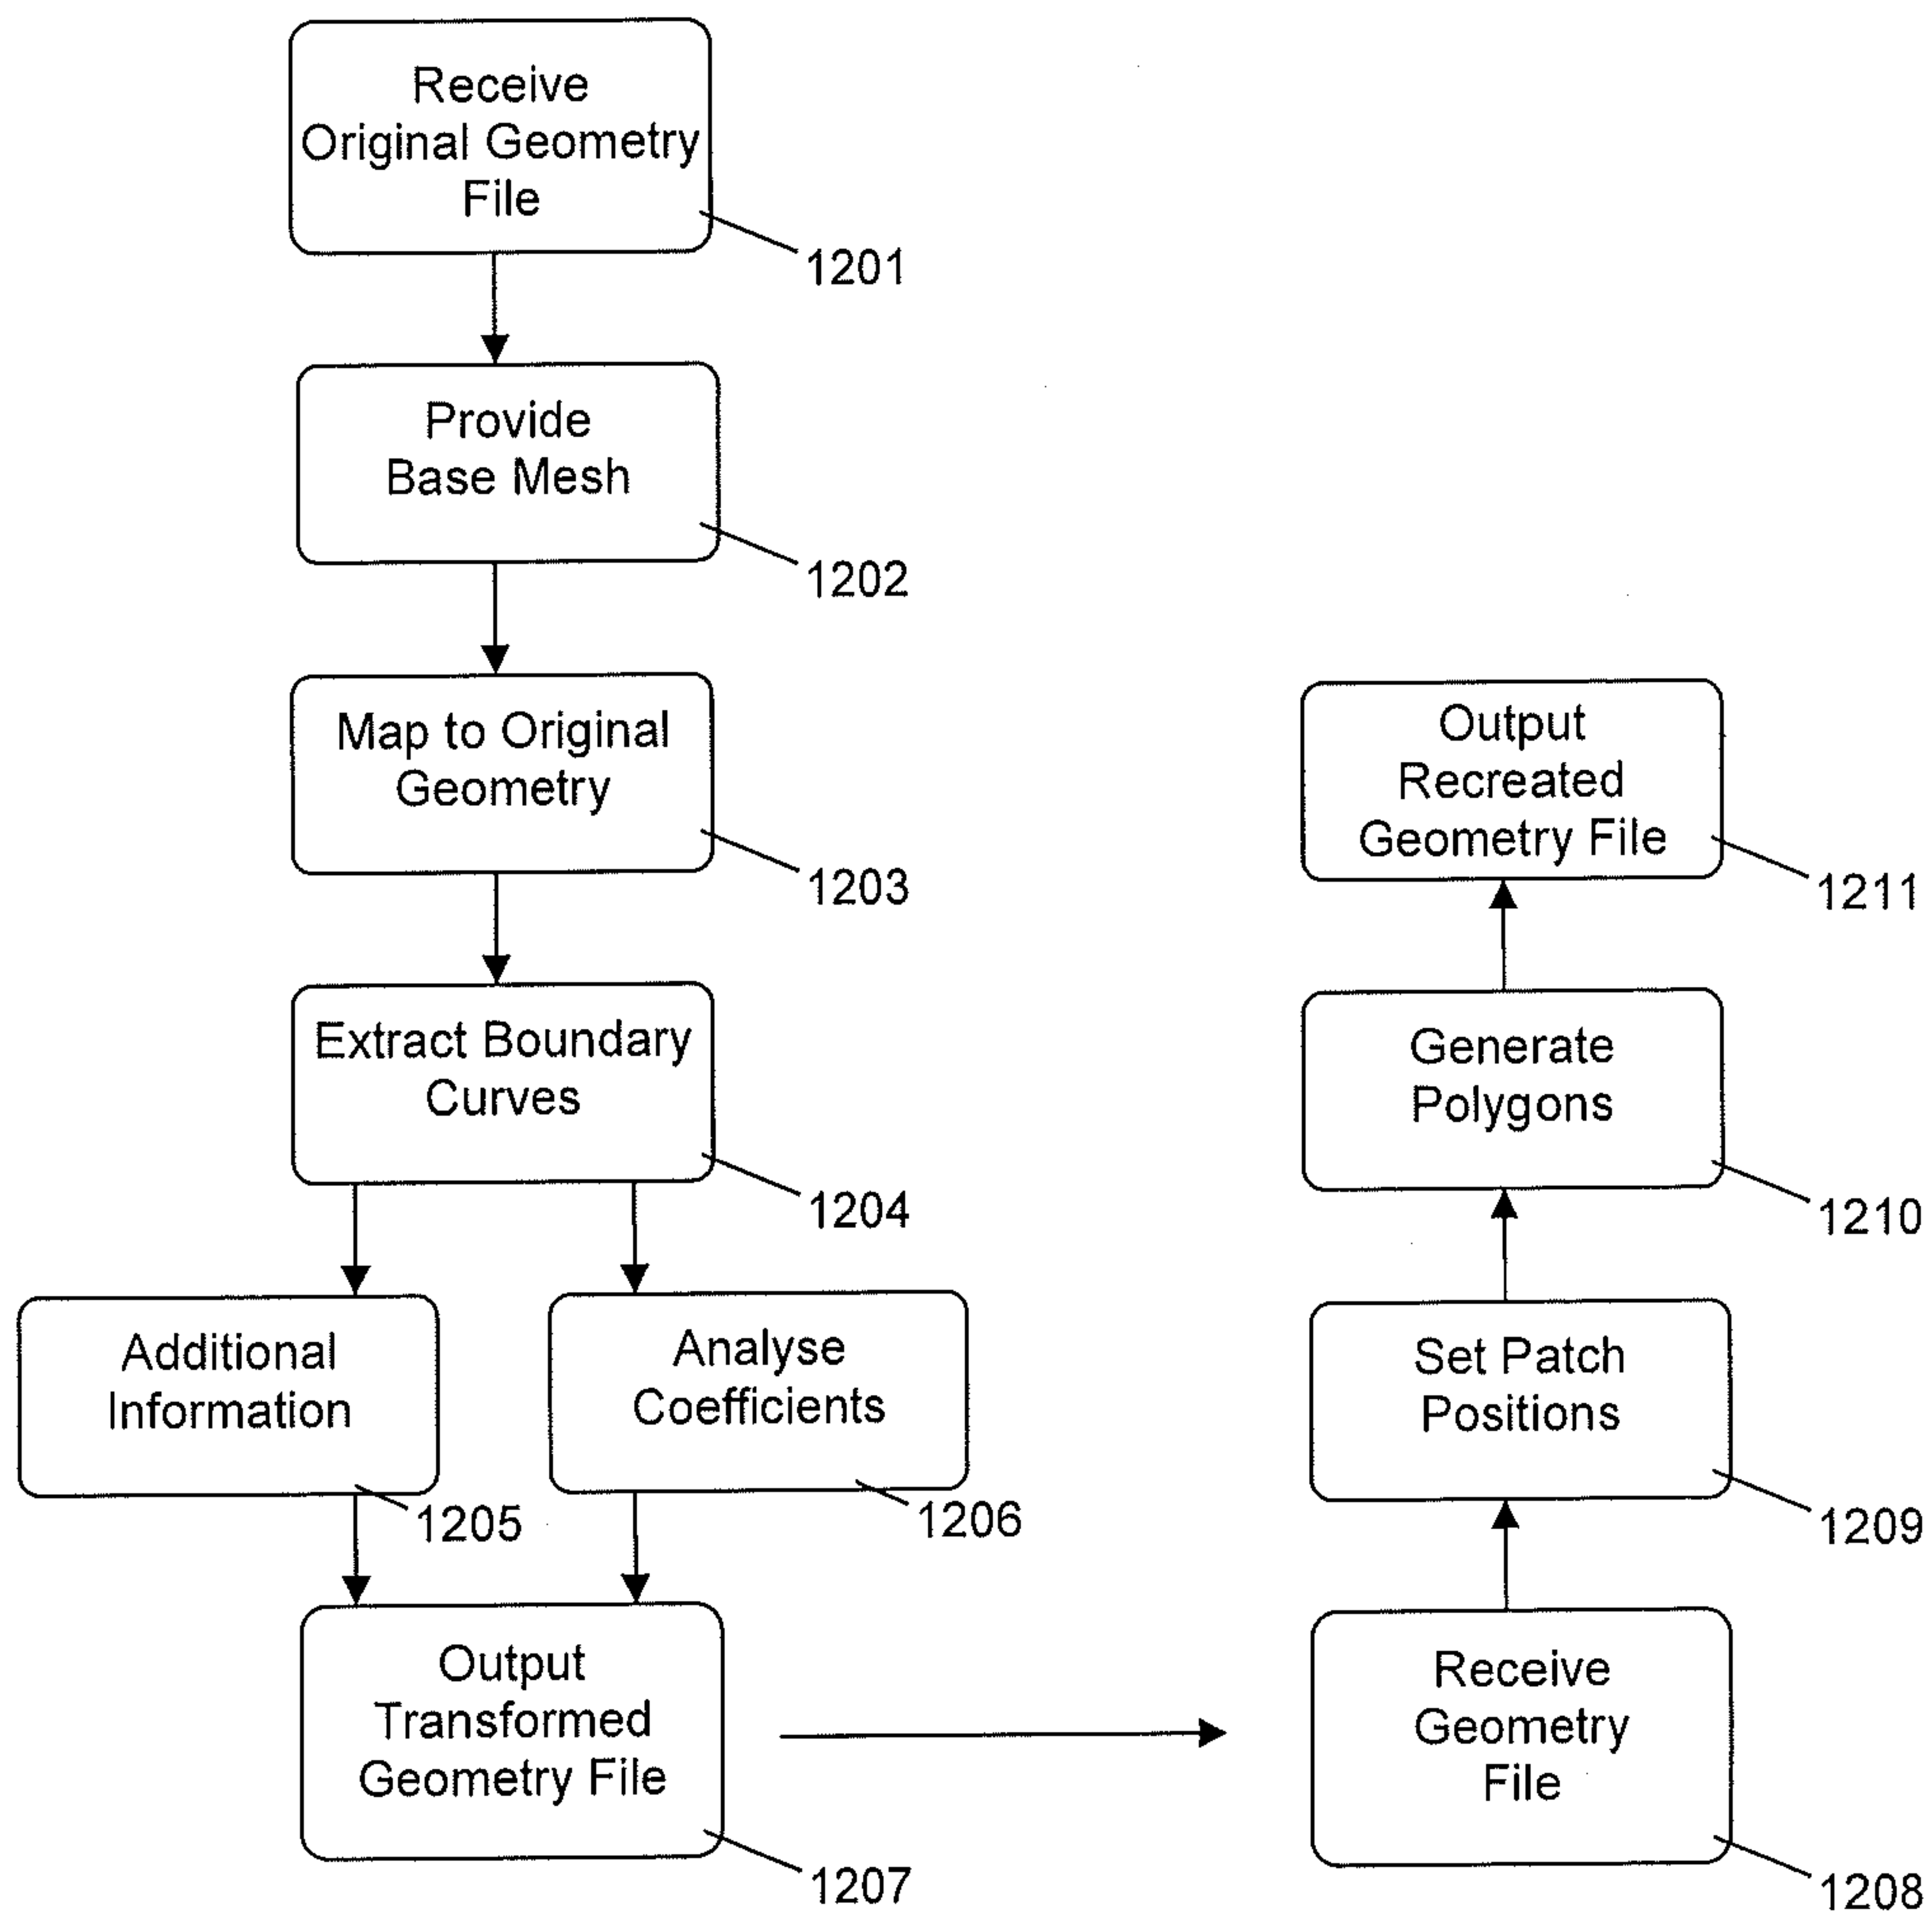 Receive
Original Geometry
File
1201
Provide
Base Mesh
1202
Map to Original
Geometry
1203
Extract Boundary
Curves
1204
Additional
Information
1205
Analyse
Coefficients
1206
Output
Transformed
Geometry File
1207
Receive
Geometry
File
1208
Set Patch
Positions
1209
Generate
Polygons
1210
Output
Recreated
Geometry File
1211